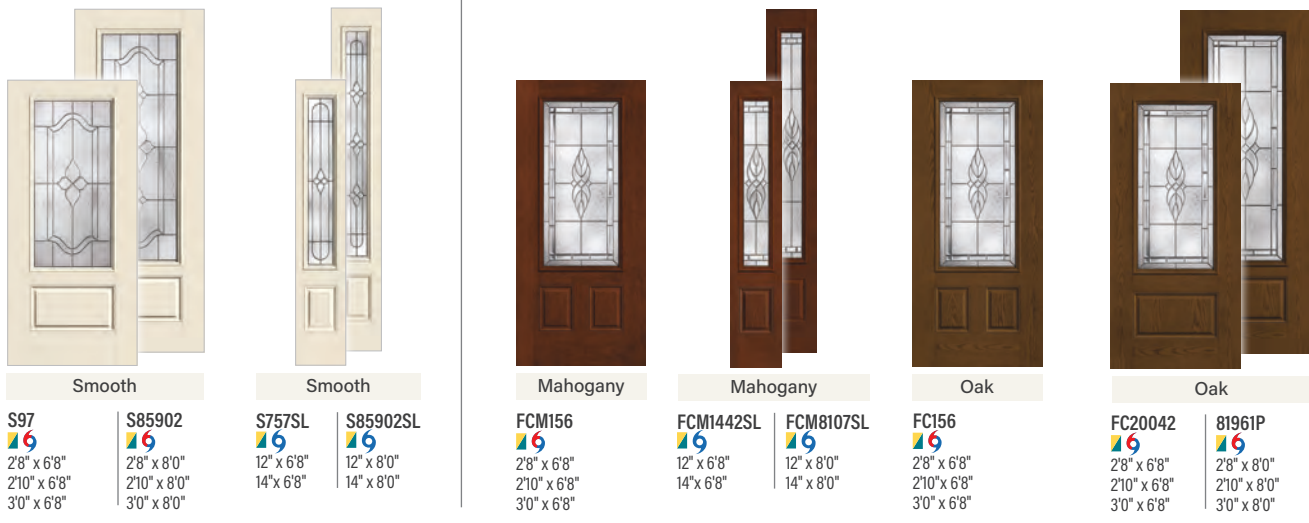 Smooth
S97
2'8" x 6'8"
2'10" x 6'8"
3'0" x 6'8"
S85902
2'8" x 8'0"
2'10" x 8'0"
3'0" x 8'0"
Smooth
S757SL
12" x 6'8"
14"x 6'8"
S85902SL
12" x 8'0"
14" x 8'0"
Mahogany
FCM156
2'8" x 6'8"
2'10" x 6'8"
3'0" x 6'8"
Mahogany
FCM1442SL
12" x 6'8"
14"x 6'8"
FCM8107SL
12" x 8'0"
14" x 8'0"
Oak
FC156
2'8" x 6'8"
2'10"x 6'8"
3'0" x 6'8"
Oak
FC20042
2'8" x 6'8"
2'10" x 6'8"
3'0" x 6'8"
81961P
2'8" x 8'0"
2'10" x 8'0"
3'0" x 8'0"